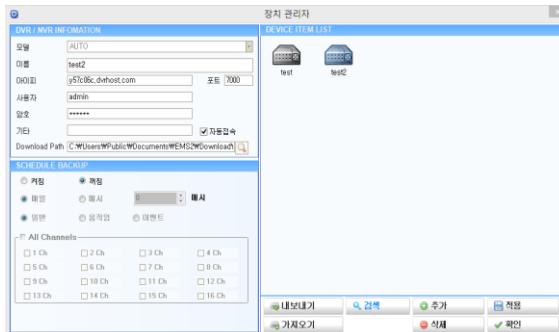 장치 관리자
DVR / NVR INFOMATION
모델 AUTO
이름 test2
아이피 y57c06c.dvrhost.com 포트 7000
사용자 admin
암호 ••••••
기타 자동접속
Download Path C:₩Users₩Public₩Documents₩EMS2₩Download₩
SCHEDULE BACKUP
켜짐 꺼짐
매일 매시 0 매시
일반 움직임 이벤트
All Channels
1 Ch 2 Ch 3 Ch 4 Ch
5 Ch 6 Ch 7 Ch 8 Ch
9 Ch 10 Ch 11 Ch 12 Ch
13 Ch 14 Ch 15 Ch 16 Ch
DEVICE ITEM LIST
test test2
내보내기 검색 추가 적용
가져오기 삭제 확인